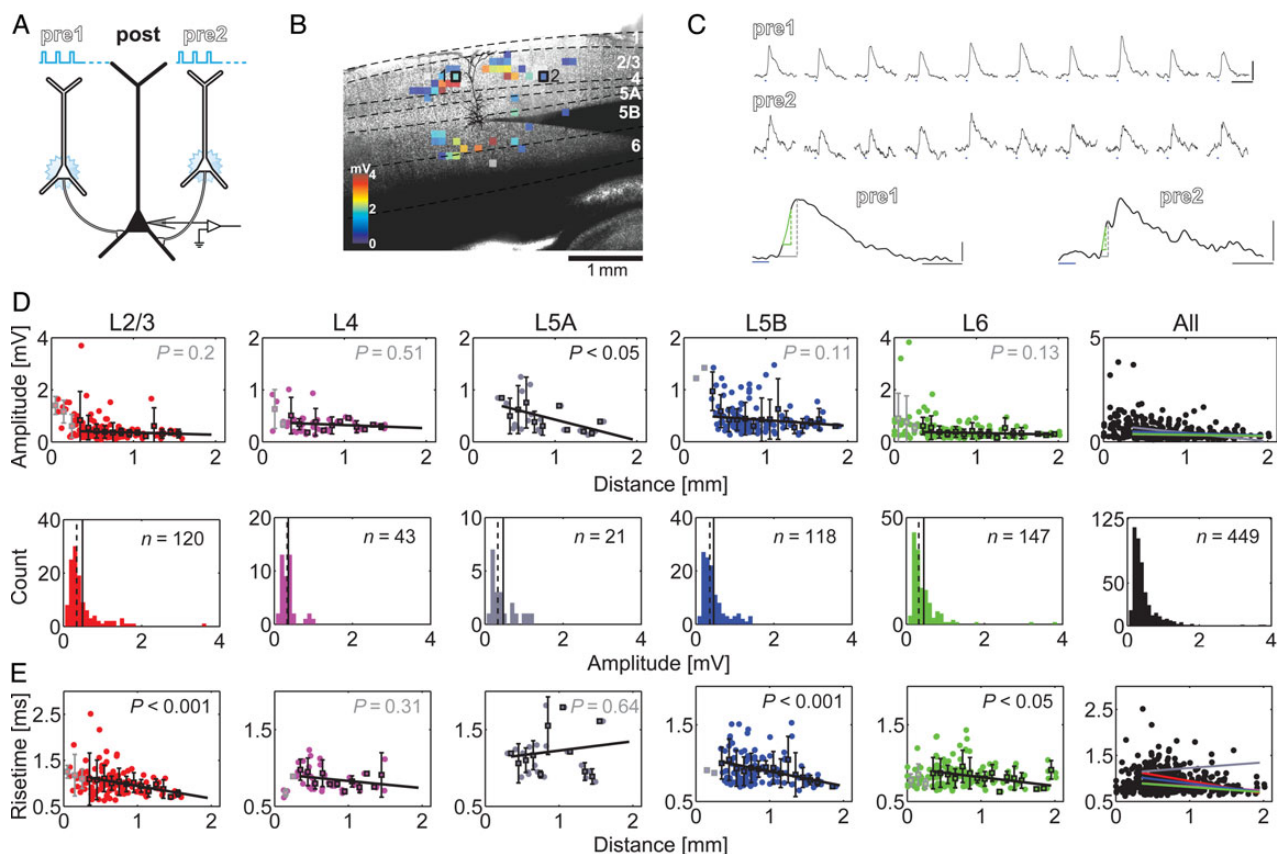 A
pre1 post pre2
B
1
2/3
4
5A
5B
6
1 2
mV
4
2
0
1 mm
C
pre1
pre2
pre1 pre2
D
L2/3 L4 L5A L5B L6 All
Amplitude [mV]
4 2 0
P = 0.2
2 1 0
P = 0.51
2 1 0
P < 0.05
2 1 0
P = 0.11
4 2 0
P = 0.13
5 0
0 1 2 0 1 2 0 1 2 0 1 2 0 1 2 0 1 2
Distance [mm]
Count
40 20 0
n = 120
20 10 0
n = 43
10 5 0
n = 21
40 20 0
n = 118
50 0
n = 147
125 50 0
n = 449
0 2 4 0 2 4 0 2 4 0 2 4 0 2 4 0 2 4
Amplitude [mV]
E
Risetime [ms]
2.5 1.5 0.5
P < 0.001
1.5 0.5
P = 0.31
1.5 1.0 0.5
P = 0.64
1.5 1.0 0.5
P < 0.001
1.5 1.0 0.5
P < 0.05
2.5 1.5 0.5
0 1 2 0 1 2 0 1 2 0 1 2 0 1 2 0 1 2
Distance [mm]